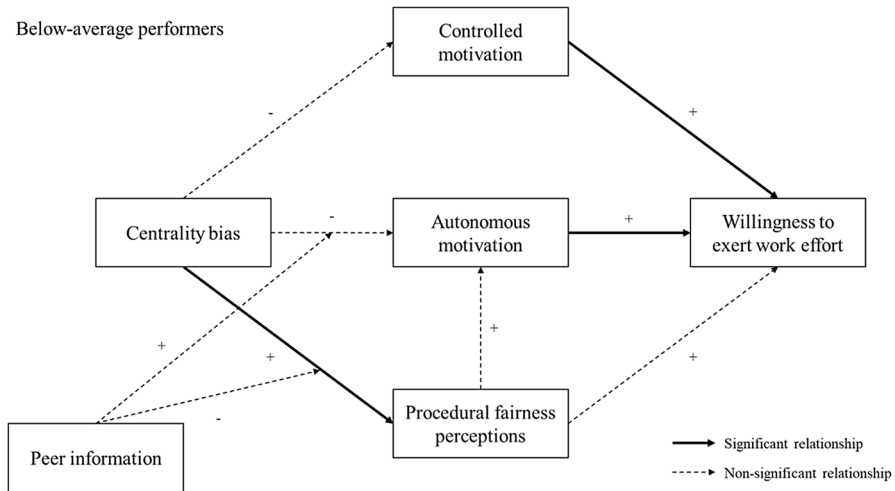 Below-average performers
Controlled
motivation
-
+
Centrality bias
-
Autonomous
motivation
+
Willingness to
exert work effort
+
+
+
+
-
Procedural fairness
perceptions
Peer information
Significant relationship
Non-significant relationship